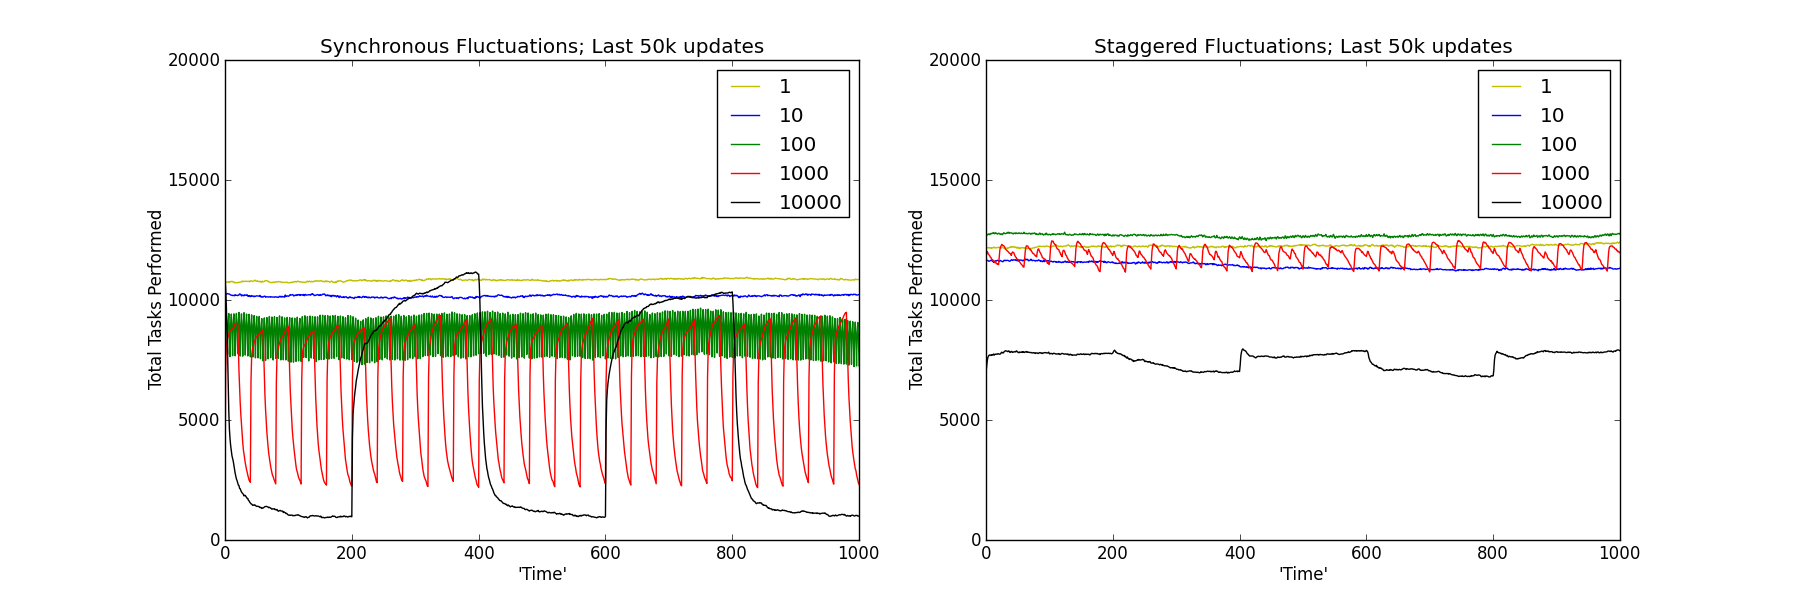 Synchronous Fluctuations; Last 50k updates
20000
15000
10000
5000
0
Total Tasks Performed
1
10
100
1000
10000
0 200 400 600 800 1000
'Time'
Staggered Fluctuations; Last 50k updates
20000
15000
10000
5000
0
Total Tasks Performed
1
10
100
1000
10000
0 200 400 600 800 1000
'Time'